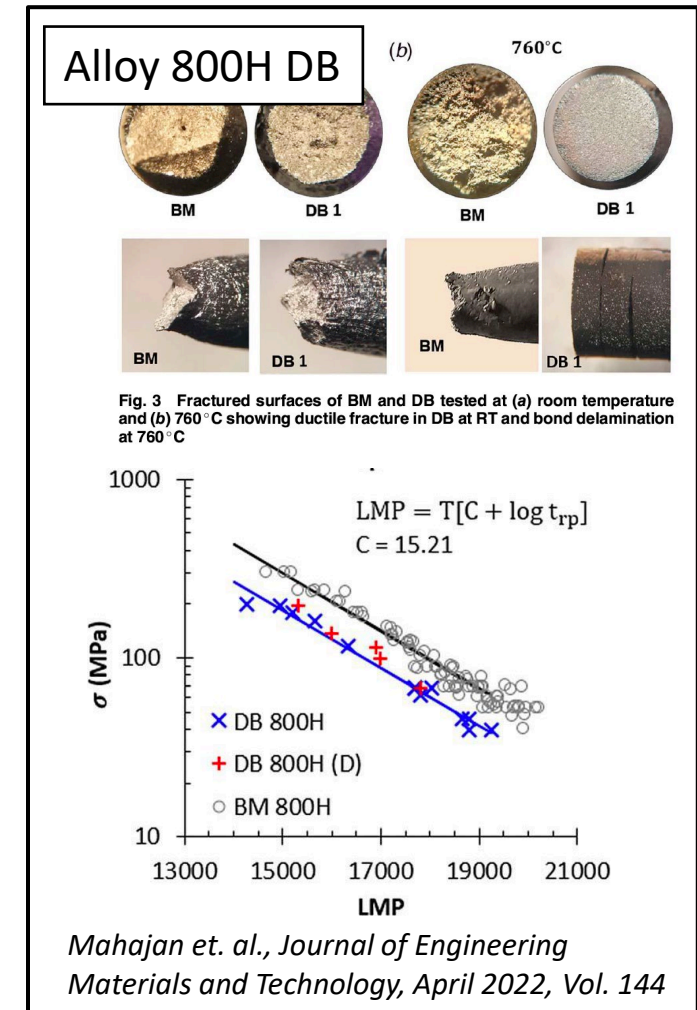 Alloy 800H DB
(b)
760°C
BM
DB 1
BM
DB 1
BM
DB 1
BM
DB 1
Fig. 3 Fractured surfaces of BM and DB tested at (a) room temperature
and (b) 760 °C showing ductile fracture in DB at RT and bond delamination
at 760 °C
1000
LMP = T[C + log t_rp]
C = 15.21
100
σ (MPa)
DB 800H
DB 800H (D)
BM 800H
10
13000 15000 17000 19000 21000
LMP
Mahajan et. al., Journal of Engineering
Materials and Technology, April 2022, Vol. 144